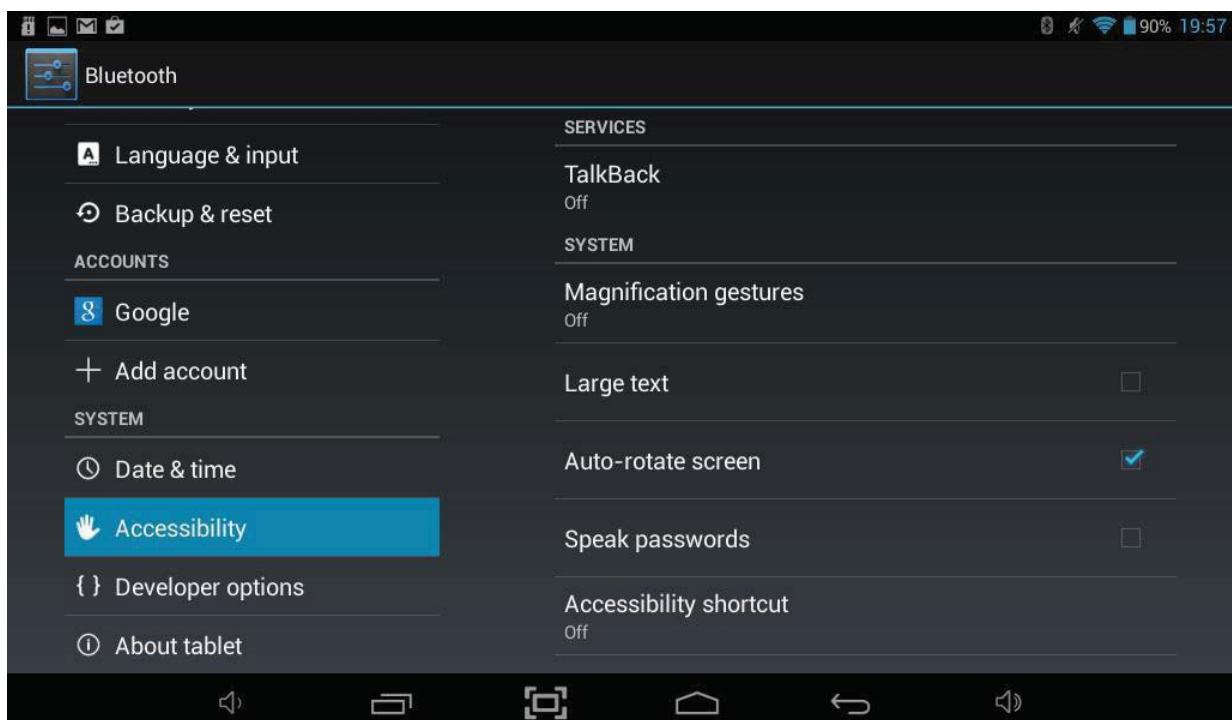 90% 19:57
Bluetooth
Language & input
Backup & reset
ACCOUNTS
Google
Add account
SYSTEM
Date & time
Accessibility
Developer options
About tablet
SERVICES
TalkBack
Off
SYSTEM
Magnification gestures
Off
Large text
Auto-rotate screen
Speak passwords
Accessibility shortcut
Off